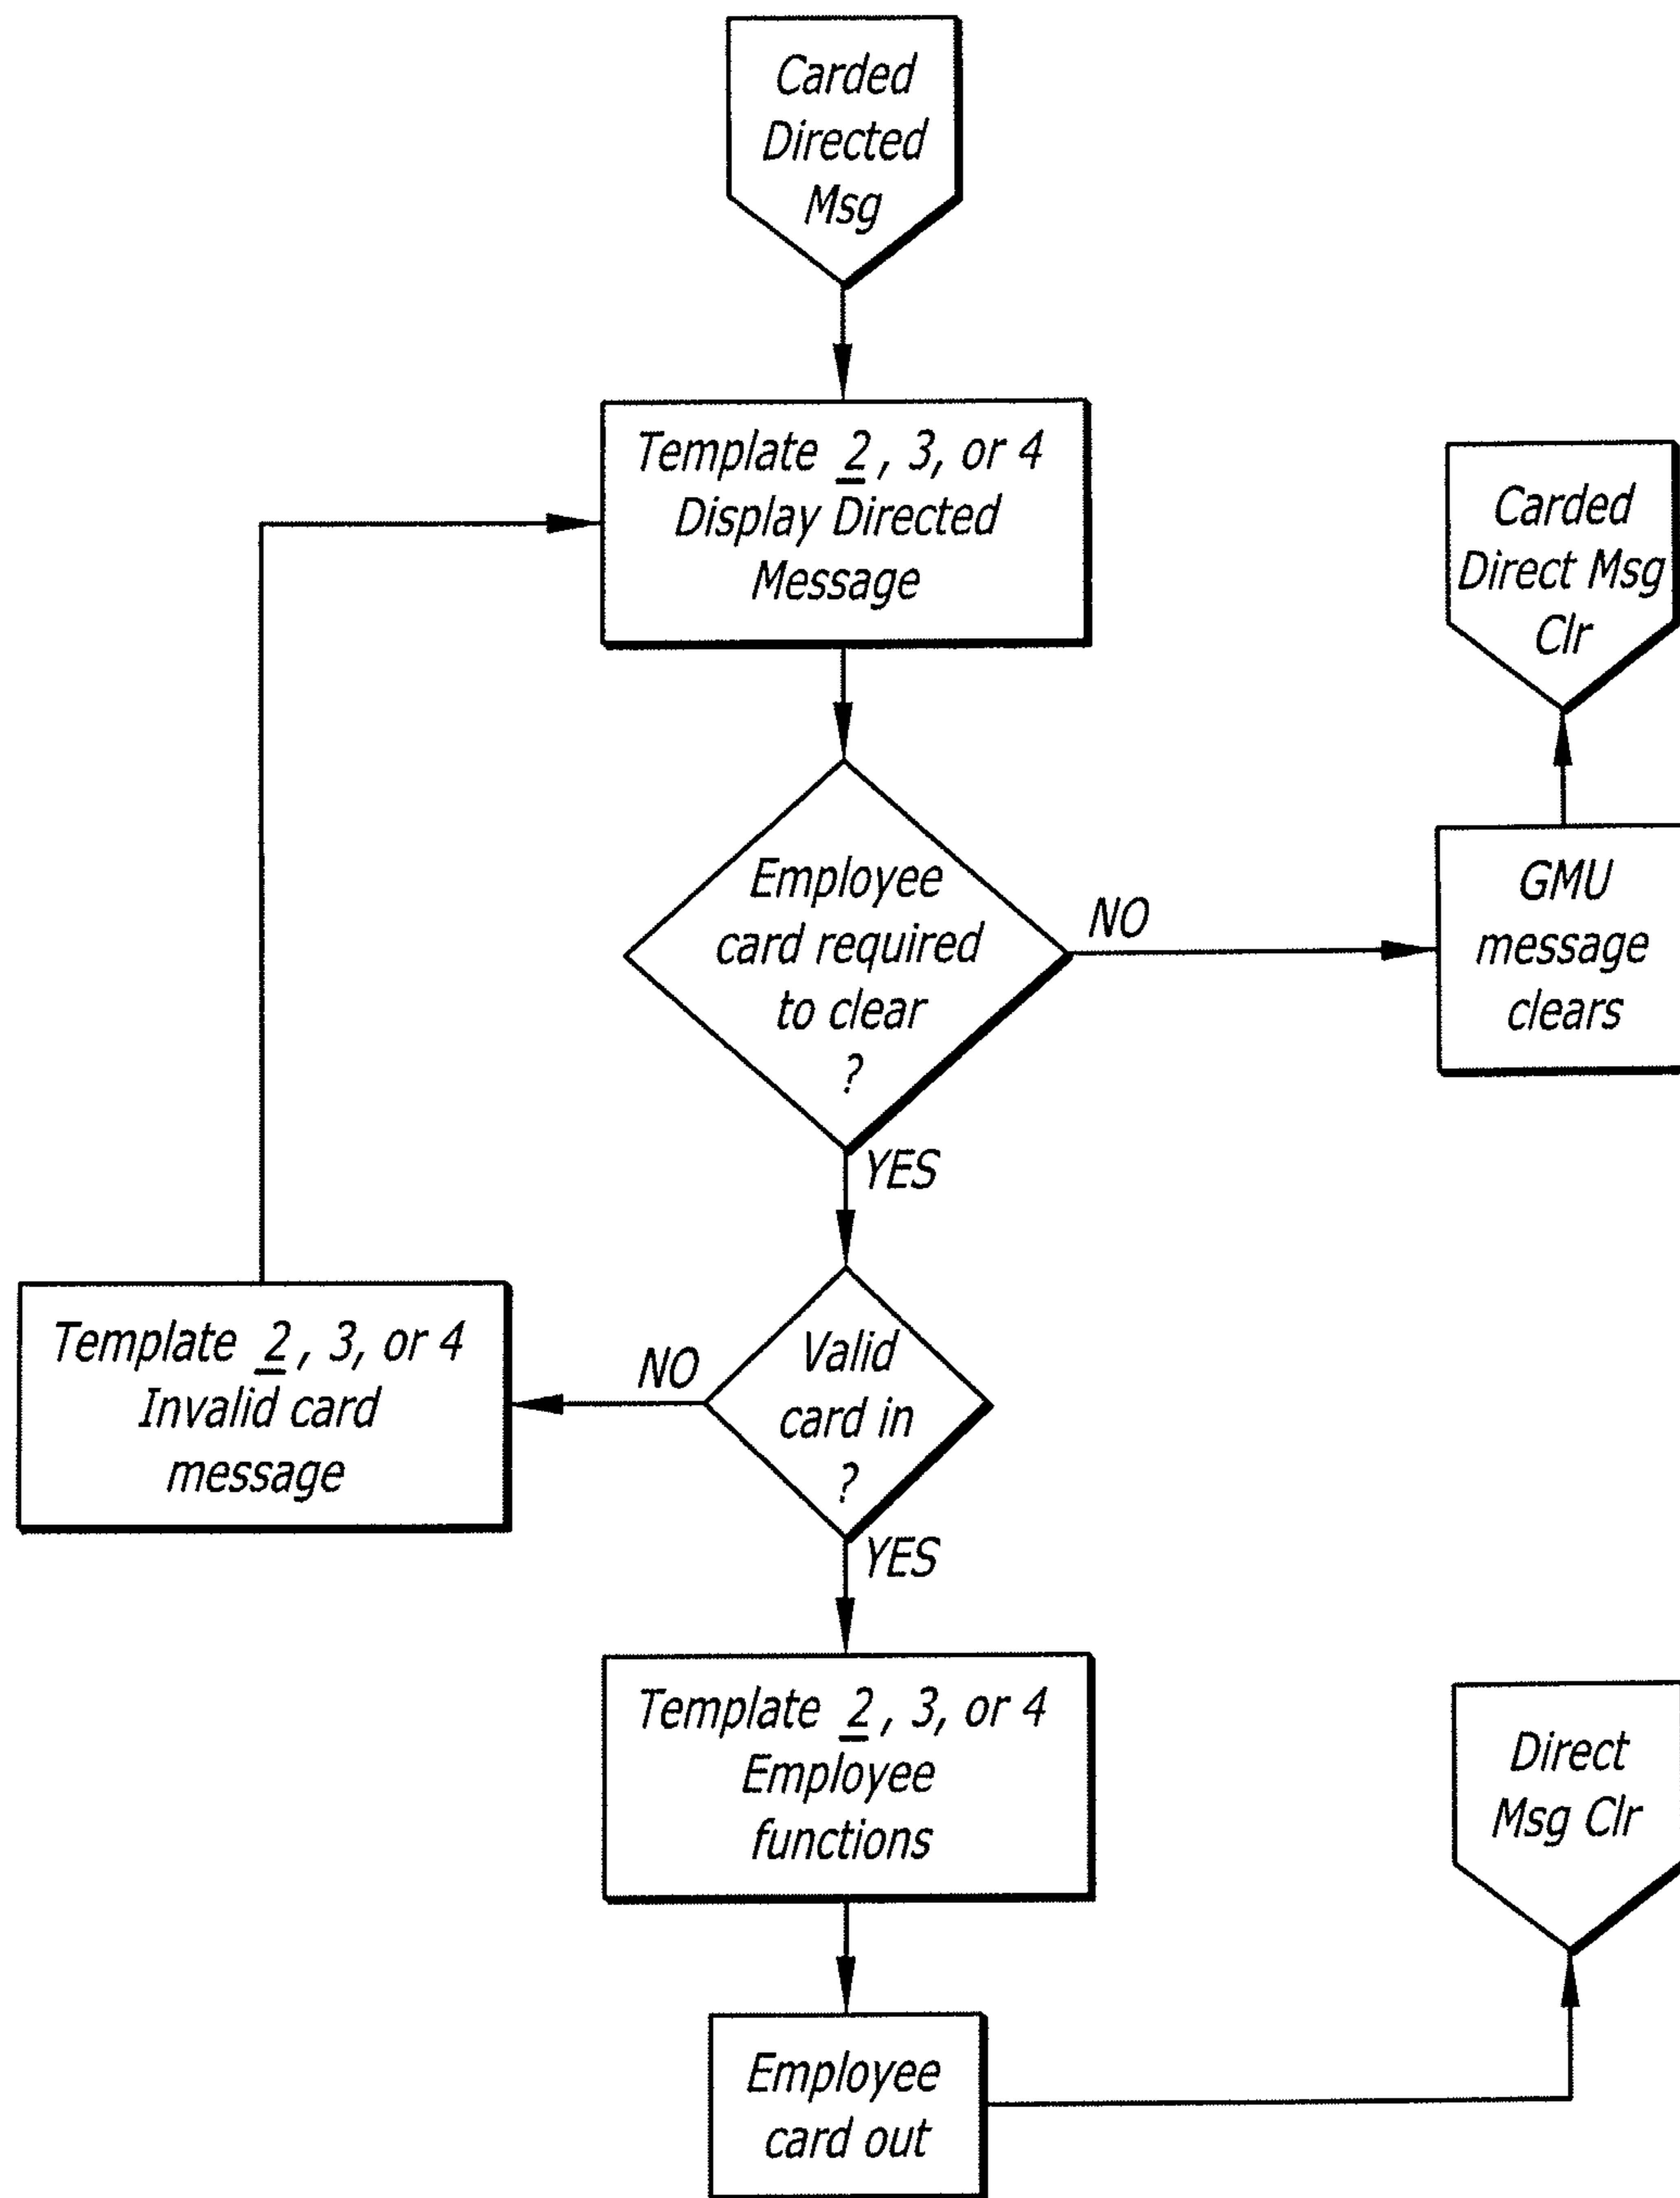 Carded
Directed
Msg
Template 2, 3, or 4
Display Directed
Message
Carded
Direct Msg
Clr
Employee
card required
to clear
?
NO
GMU
message
clears
YES
Valid
card in
?
NO
Template 2, 3, or 4
Invalid card
message
YES
Template 2, 3, or 4
Employee
functions
Direct
Msg Clr
Employee
card out